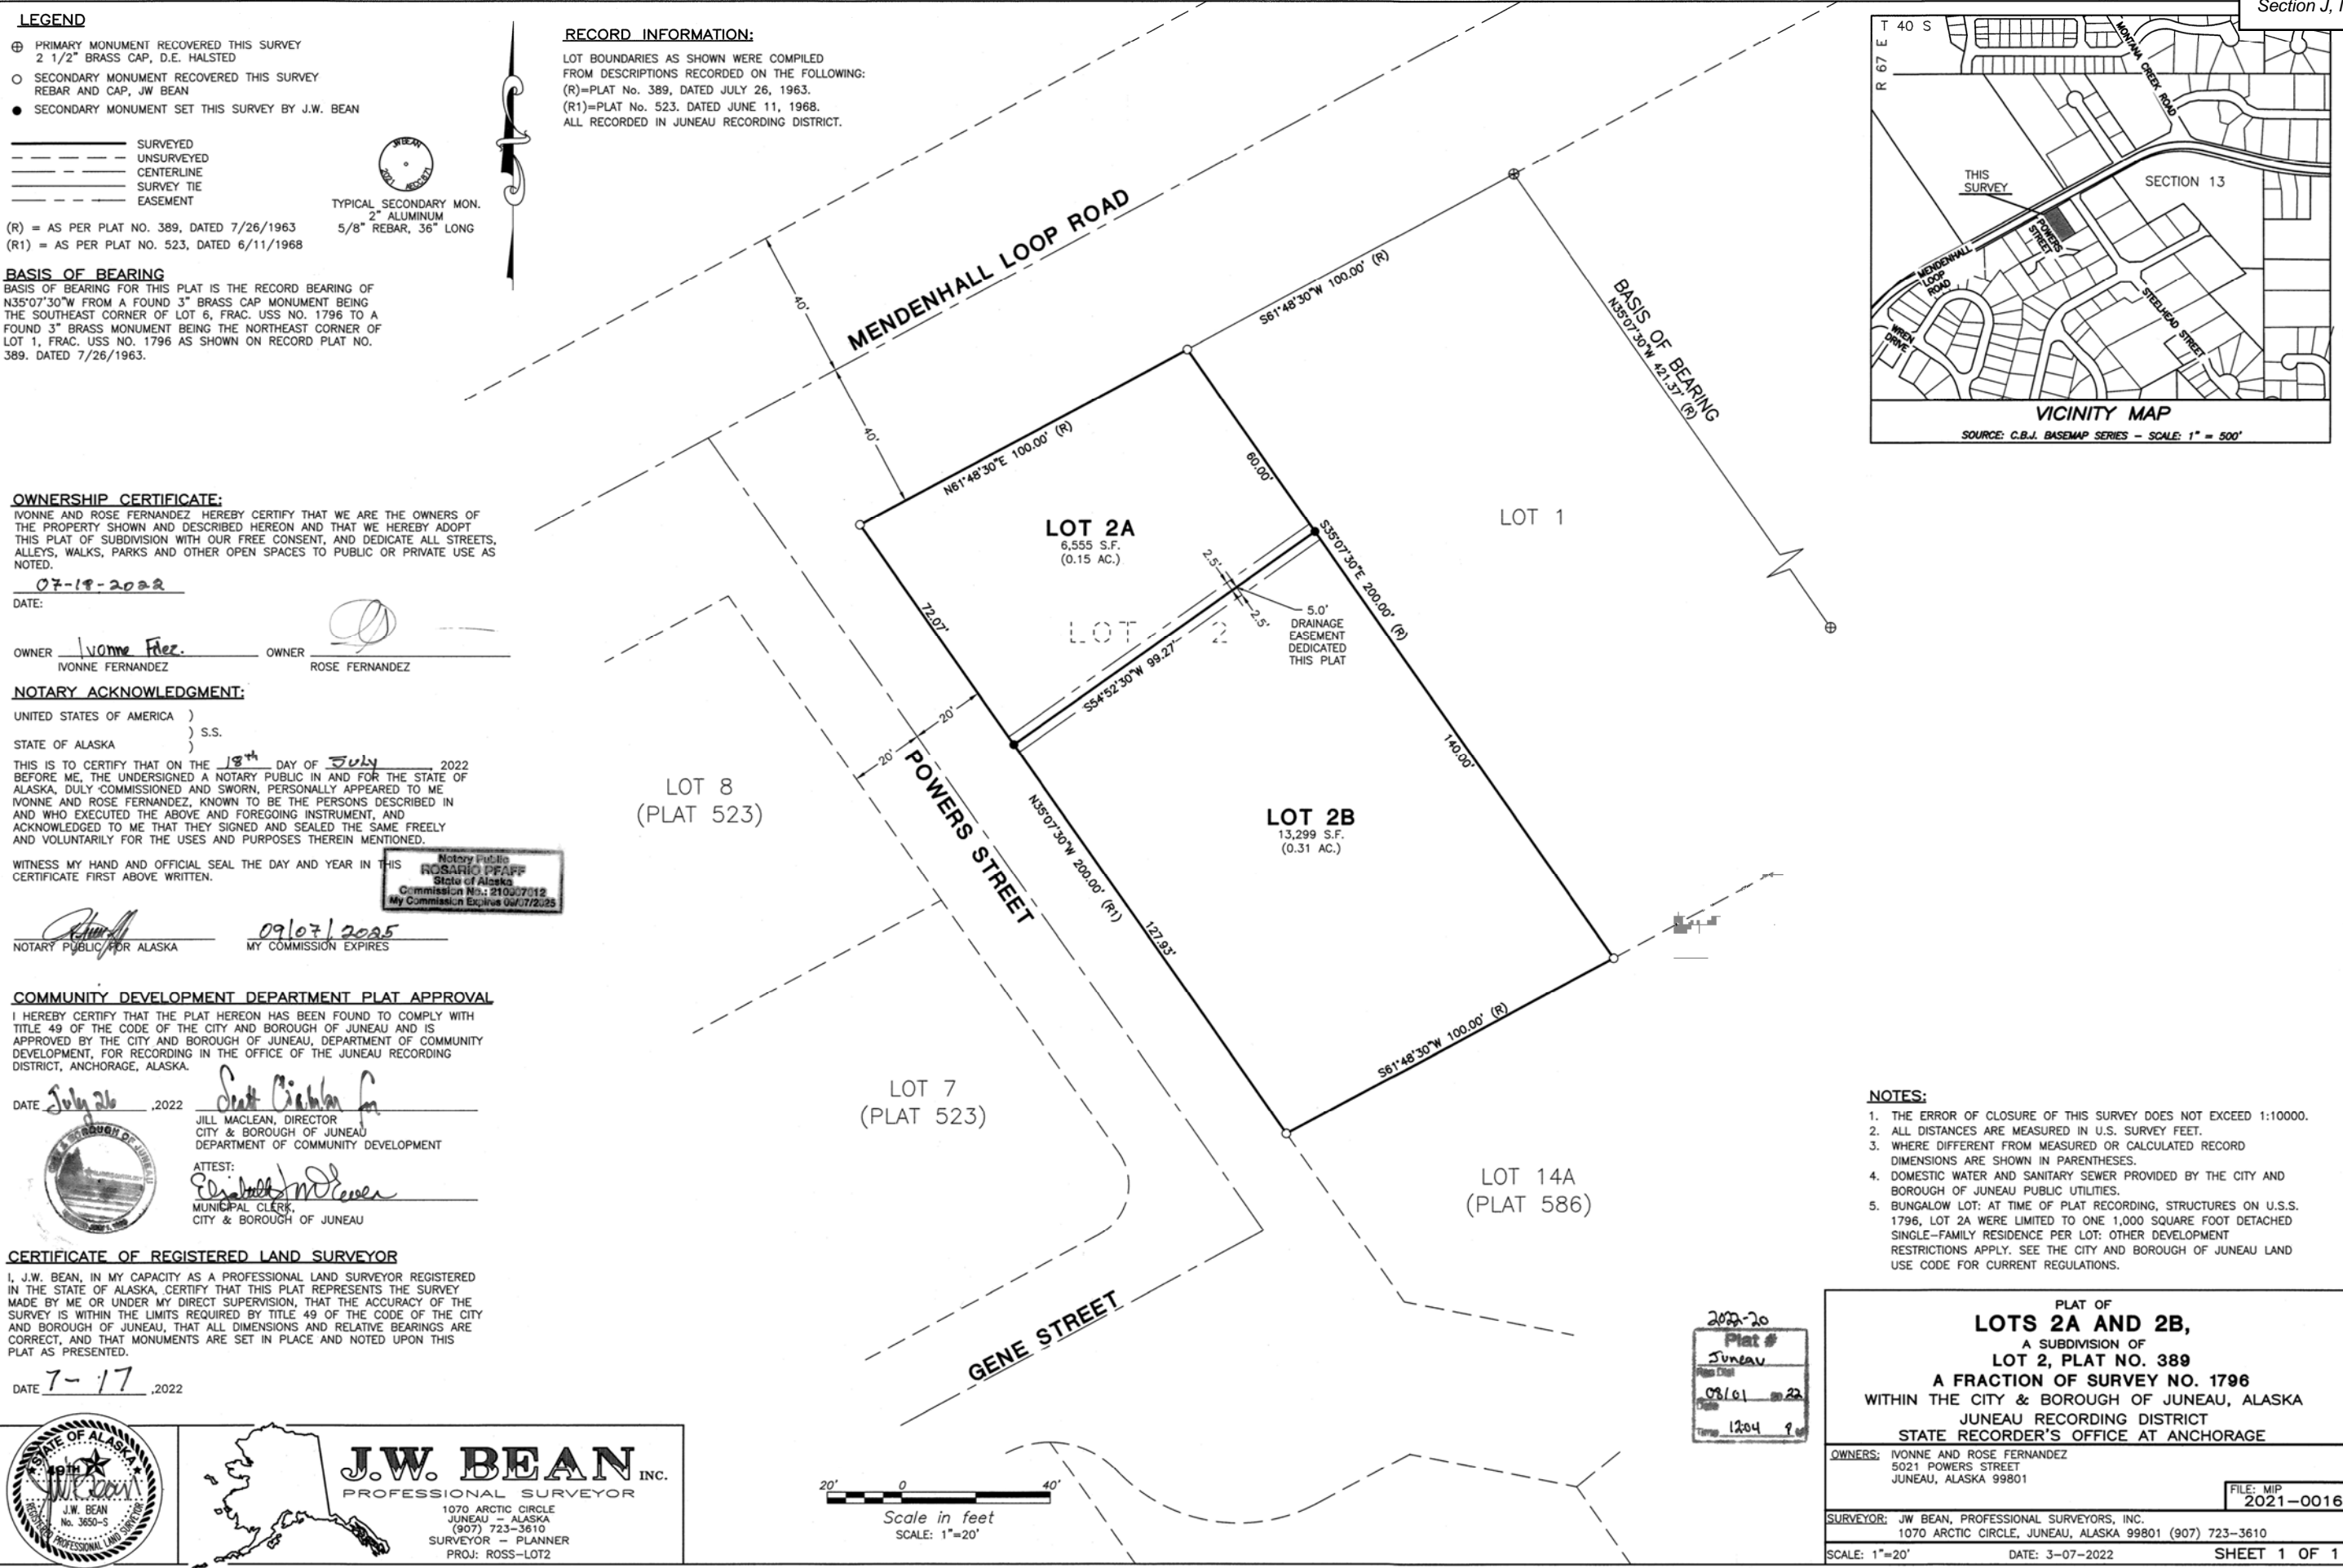 Section J, I
LEGEND
PRIMARY MONUMENT RECOVERED THIS SURVEY
2 1/2" BRASS CAP, D.E. HALSTED
SECONDARY MONUMENT RECOVERED THIS SURVEY
REBAR AND CAP, JW BEAN
SECONDARY MONUMENT SET THIS SURVEY BY J.W. BEAN
SURVEYED
UNSURVEYED
CENTERLINE
SURVEY TIE
EASEMENT
JW BEAN
2021
AECC871
TYPICAL SECONDARY MON.
2" ALUMINUM
5/8" REBAR, 36" LONG
(R) = AS PER PLAT NO. 389, DATED 7/26/1963
(R1) = AS PER PLAT NO. 523, DATED 6/11/1968
BASIS OF BEARING
BASIS OF BEARING FOR THIS PLAT IS THE RECORD BEARING OF
N35°07'30"W FROM A FOUND 3" BRASS CAP MONUMENT BEING
THE SOUTHEAST CORNER OF LOT 6, FRAC. USS NO. 1796 TO A
FOUND 3" BRASS MONUMENT BEING THE NORTHEAST CORNER OF
LOT 1, FRAC. USS NO. 1796 AS SHOWN ON RECORD PLAT NO.
389. DATED 7/26/1963.
RECORD INFORMATION:
LOT BOUNDARIES AS SHOWN WERE COMPILED
FROM DESCRIPTIONS RECORDED ON THE FOLLOWING:
(R)=PLAT No. 389, DATED JULY 26, 1963.
(R1)=PLAT No. 523. DATED JUNE 11, 1968.
ALL RECORDED IN JUNEAU RECORDING DISTRICT.
OWNERSHIP CERTIFICATE:
IVONNE AND ROSE FERNANDEZ HEREBY CERTIFY THAT WE ARE THE OWNERS OF
THE PROPERTY SHOWN AND DESCRIBED HEREON AND THAT WE HEREBY ADOPT
THIS PLAT OF SUBDIVISION WITH OUR FREE CONSENT, AND DEDICATE ALL STREETS,
ALLEYS, WALKS, PARKS AND OTHER OPEN SPACES TO PUBLIC OR PRIVATE USE AS
NOTED.
07-18-2022
DATE:
OWNER Ivonne Fdez. OWNER
IVONNE FERNANDEZ ROSE FERNANDEZ
NOTARY ACKNOWLEDGMENT:
UNITED STATES OF AMERICA )
) S.S.
STATE OF ALASKA )
THIS IS TO CERTIFY THAT ON THE 18th DAY OF July, 2022
BEFORE ME, THE UNDERSIGNED A NOTARY PUBLIC IN AND FOR THE STATE OF
ALASKA, DULY COMMISSIONED AND SWORN, PERSONALLY APPEARED TO ME
IVONNE AND ROSE FERNANDEZ, KNOWN TO BE THE PERSONS DESCRIBED IN
AND WHO EXECUTED THE ABOVE AND FOREGOING INSTRUMENT, AND
ACKNOWLEDGED TO ME THAT THEY SIGNED AND SEALED THE SAME FREELY
AND VOLUNTARILY FOR THE USES AND PURPOSES THEREIN MENTIONED.
WITNESS MY HAND AND OFFICIAL SEAL THE DAY AND YEAR IN THIS
CERTIFICATE FIRST ABOVE WRITTEN.
Notary Public
ROSARIO PFAFF
State of Alaska
Commission No.: 210907012
My Commission Expires 09/07/2025
09/07/2025
NOTARY PUBLIC FOR ALASKA MY COMMISSION EXPIRES
COMMUNITY DEVELOPMENT DEPARTMENT PLAT APPROVAL
I HEREBY CERTIFY THAT THE PLAT HEREON HAS BEEN FOUND TO COMPLY WITH
TITLE 49 OF THE CODE OF THE CITY AND BOROUGH OF JUNEAU AND IS
APPROVED BY THE CITY AND BOROUGH OF JUNEAU, DEPARTMENT OF COMMUNITY
DEVELOPMENT, FOR RECORDING IN THE OFFICE OF THE JUNEAU RECORDING
DISTRICT, ANCHORAGE, ALASKA.
DATE July 26 ,2022
JILL MACLEAN, DIRECTOR
CITY & BOROUGH OF JUNEAU
DEPARTMENT OF COMMUNITY DEVELOPMENT
ATTEST:
MUNICIPAL CLERK,
CITY & BOROUGH OF JUNEAU
CERTIFICATE OF REGISTERED LAND SURVEYOR
I, J.W. BEAN, IN MY CAPACITY AS A PROFESSIONAL LAND SURVEYOR REGISTERED
IN THE STATE OF ALASKA, CERTIFY THAT THIS PLAT REPRESENTS THE SURVEY
MADE BY ME OR UNDER MY DIRECT SUPERVISION, THAT THE ACCURACY OF THE
SURVEY IS WITHIN THE LIMITS REQUIRED BY TITLE 49 OF THE CODE OF THE CITY
AND BOROUGH OF JUNEAU, THAT ALL DIMENSIONS AND RELATIVE BEARINGS ARE
CORRECT, AND THAT MONUMENTS ARE SET IN PLACE AND NOTED UPON THIS
PLAT AS PRESENTED.
DATE 7-17 ,2022
STATE OF ALASKA
49TH
J.W. BEAN
No. 3650-S
REGISTERED PROFESSIONAL LAND SURVEYOR
J.W. BEAN INC.
PROFESSIONAL SURVEYOR
1070 ARCTIC CIRCLE
JUNEAU - ALASKA
(907) 723-3610
SURVEYOR - PLANNER
PROJ: ROSS-LOT2
MENDENHALL LOOP ROAD
40'
40'
S61°48'30"W 100.00' (R)
N61°48'30"E 100.00' (R)
BASIS OF BEARING
N35°07'30"W 421.37' (R)
LOT 1
60.00'
LOT 2A
6,555 S.F.
(0.15 AC.)
S35°07'30"E 200.00' (R)
72.07'
2.5'
2.5'
5.0'
DRAINAGE
EASEMENT
DEDICATED
THIS PLAT
LOT 2
S54°52'30"W 99.27'
20'
20'
POWERS STREET
140.00'
LOT 8
(PLAT 523)
LOT 2B
13,299 S.F.
(0.31 AC.)
N35°07'30"W 200.00' (R1)
127.93'
S61°48'30"W 100.00' (R)
LOT 7
(PLAT 523)
LOT 14A
(PLAT 586)
GENE STREET
20' 0 40'
Scale in feet
SCALE: 1"=20'
T 40 S
R 67 E
MONTANA CREEK ROAD
THIS
SURVEY
SECTION 13
POWERS
STREET
MENDENHALL
LOOP
ROAD
WREN
DRIVE
STEELHEAD STREET
VICINITY MAP
SOURCE: C.B.J. BASEMAP SERIES - SCALE: 1" = 500'
NOTES:
1. THE ERROR OF CLOSURE OF THIS SURVEY DOES NOT EXCEED 1:10000.
2. ALL DISTANCES ARE MEASURED IN U.S. SURVEY FEET.
3. WHERE DIFFERENT FROM MEASURED OR CALCULATED RECORD
DIMENSIONS ARE SHOWN IN PARENTHESES.
4. DOMESTIC WATER AND SANITARY SEWER PROVIDED BY THE CITY AND
BOROUGH OF JUNEAU PUBLIC UTILITIES.
5. BUNGALOW LOT: AT TIME OF PLAT RECORDING, STRUCTURES ON U.S.S.
1796, LOT 2A WERE LIMITED TO ONE 1,000 SQUARE FOOT DETACHED
SINGLE-FAMILY RESIDENCE PER LOT: OTHER DEVELOPMENT
RESTRICTIONS APPLY. SEE THE CITY AND BOROUGH OF JUNEAU LAND
USE CODE FOR CURRENT REGULATIONS.
2022-20
Plat #
Juneau
Rec Dist
08/01 20 22
Date
Time 12:04 P M
PLAT OF
LOTS 2A AND 2B,
A SUBDIVISION OF
LOT 2, PLAT NO. 389
A FRACTION OF SURVEY NO. 1796
WITHIN THE CITY & BOROUGH OF JUNEAU, ALASKA
JUNEAU RECORDING DISTRICT
STATE RECORDER'S OFFICE AT ANCHORAGE
OWNERS: IVONNE AND ROSE FERNANDEZ
5021 POWERS STREET
JUNEAU, ALASKA 99801
FILE: MIP
2021-0016
SURVEYOR: JW BEAN, PROFESSIONAL SURVEYORS, INC.
1070 ARCTIC CIRCLE, JUNEAU, ALASKA 99801 (907) 723-3610
SCALE: 1"=20' DATE: 3-07-2022 SHEET 1 OF 1